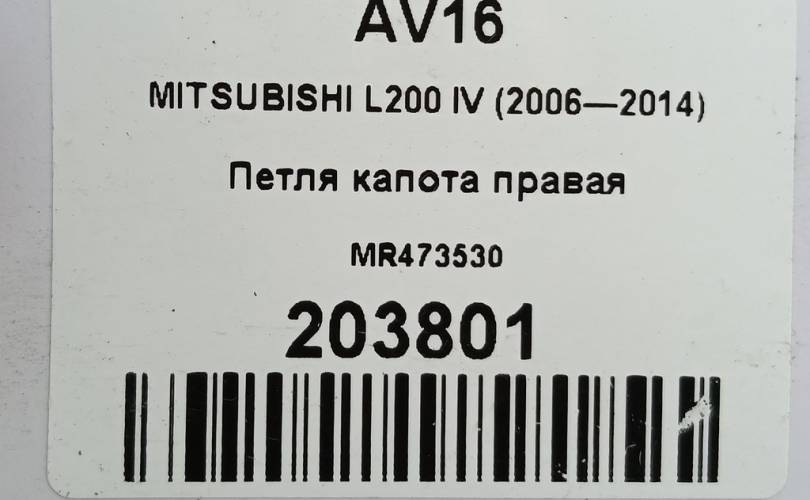 AV16
MITSUBISHI L200 IV (2006—2014)
Петля капота правая
MR473530
203801